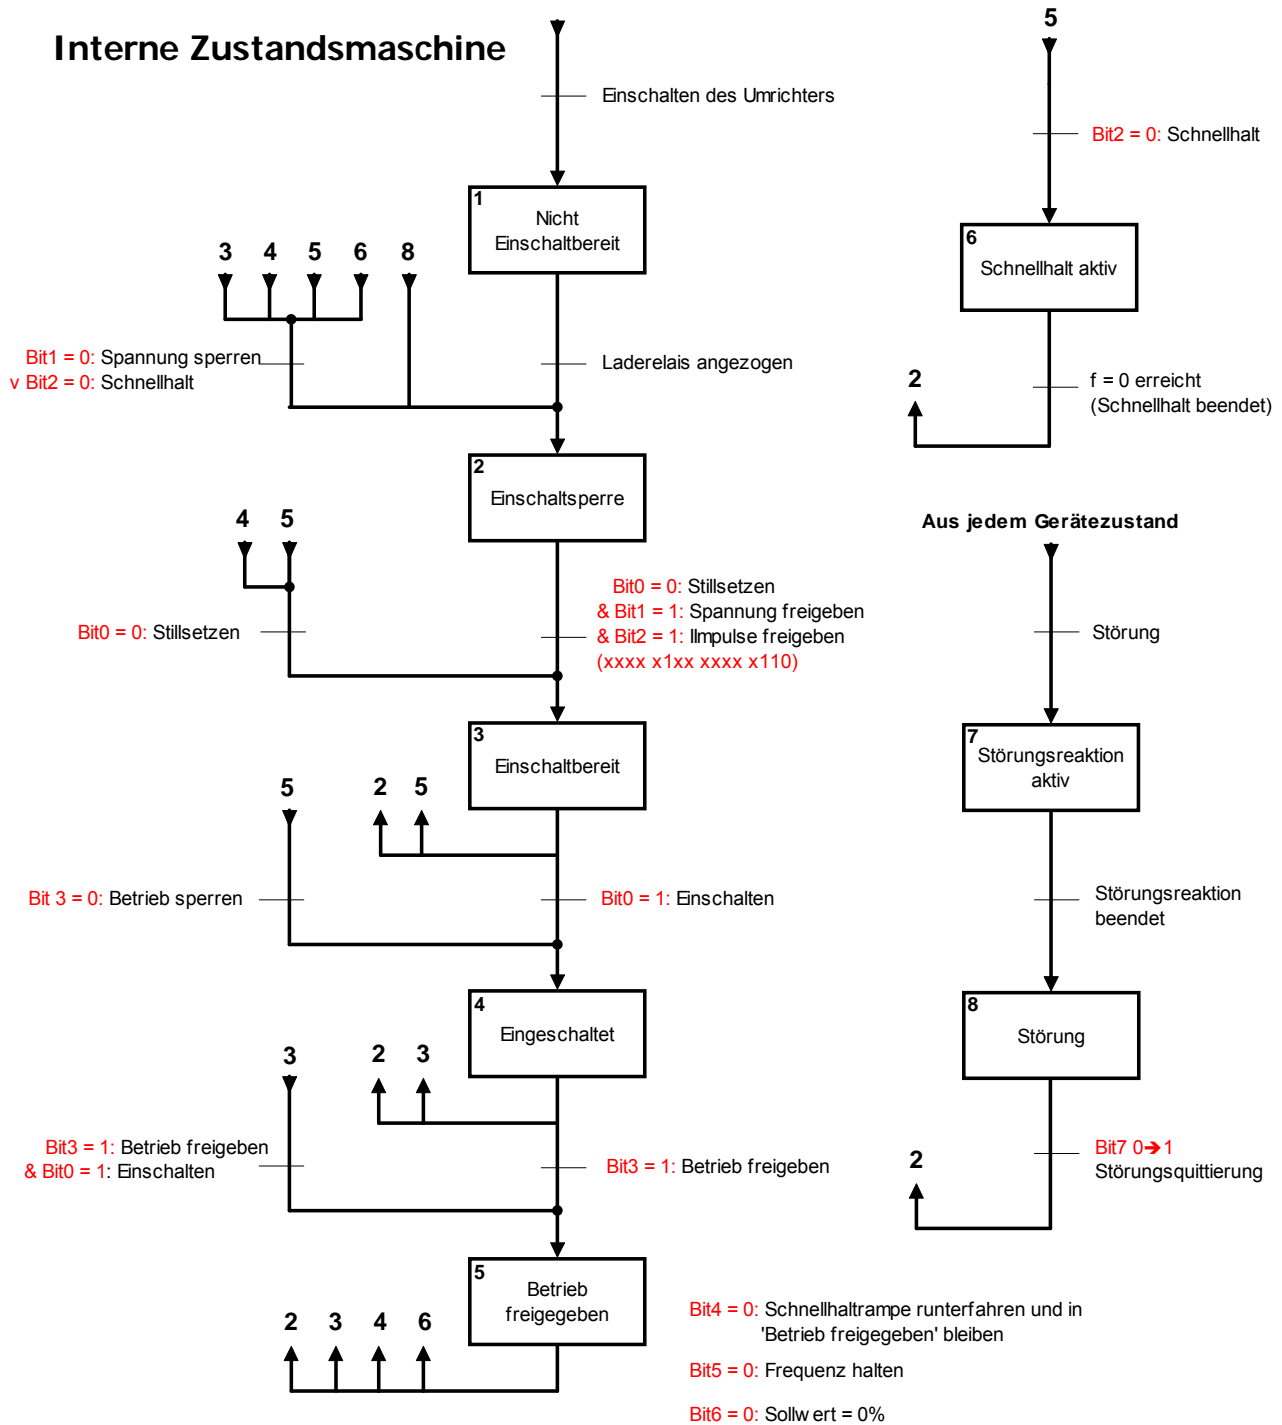 Interne Zustandsmaschine
Einschalten des Umrichters
1
Nicht
Einschaltbereit
3 4 5 6 8
Bit1 = 0: Spannung sperren
v Bit2 = 0: Schnellhalt
Laderelais angezogen
2
Einschaltsperre
4 5
Bit0 = 0: Stillsetzen
Bit0 = 0: Stillsetzen
& Bit1 = 1: Spannung freigeben
& Bit2 = 1: IImpulse freigeben
(xxxx x1xx xxxx x110)
3
Einschaltbereit
5
2 5
Bit 3 = 0: Betrieb sperren
Bit0 = 1: Einschalten
4
Eingeschaltet
3
2 3
Bit3 = 1: Betrieb freigeben
& Bit0 = 1: Einschalten
Bit3 = 1: Betrieb freigeben
5
Betrieb
freigegeben
2 3 4 6
5
Bit2 = 0: Schnellhalt
6
Schnellhalt aktiv
2
f = 0 erreicht
(Schnellhalt beendet)
Aus jedem Gerätezustand
Störung
7
Störungsreaktion
aktiv
Störungsreaktion
beendet
8
Störung
2
Bit7 0➔1
Störungsquittierung
Bit4 = 0: Schnellhaltrampe runterfahren und in
'Betrieb freigegeben' bleiben
Bit5 = 0: Frequenz halten
Bit6 = 0: Sollwert = 0%